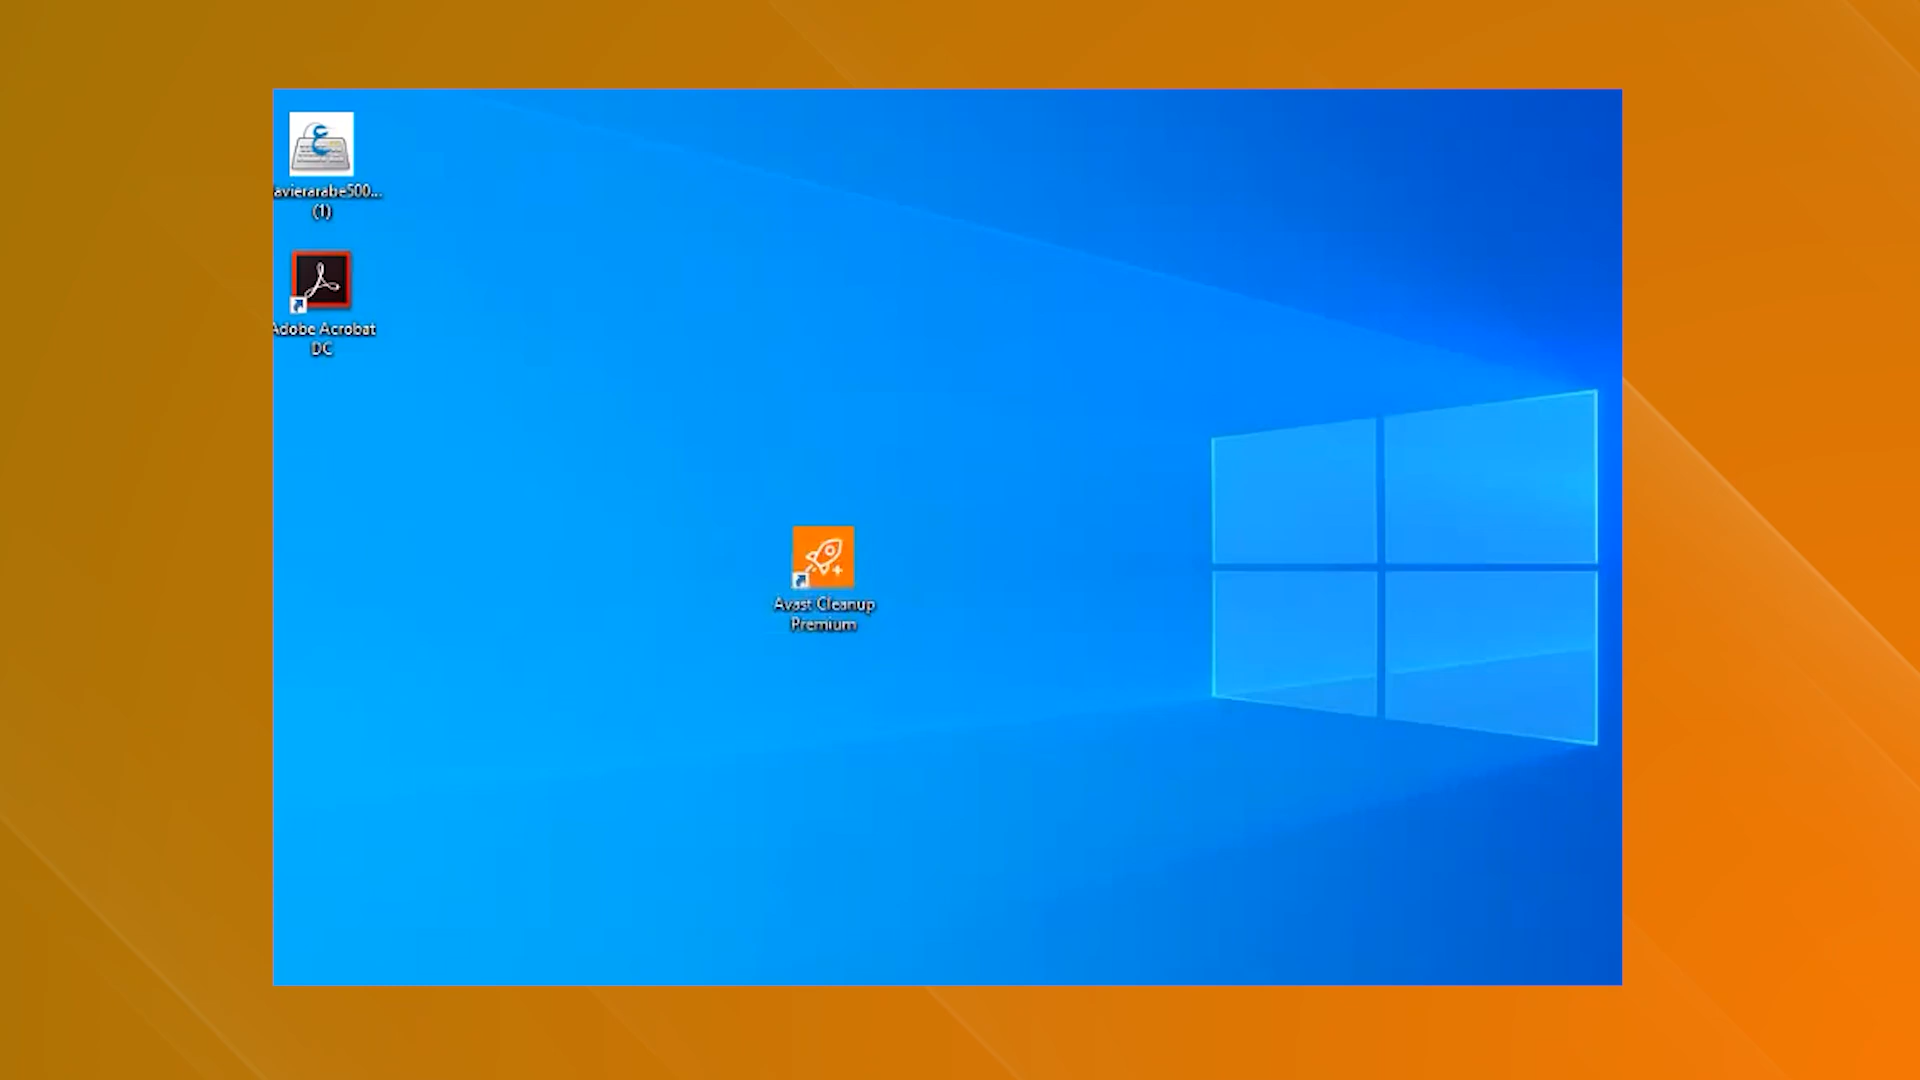 avierarabe500...
(1)
Adobe Acrobat
DC
Avast Cleanup
Premium